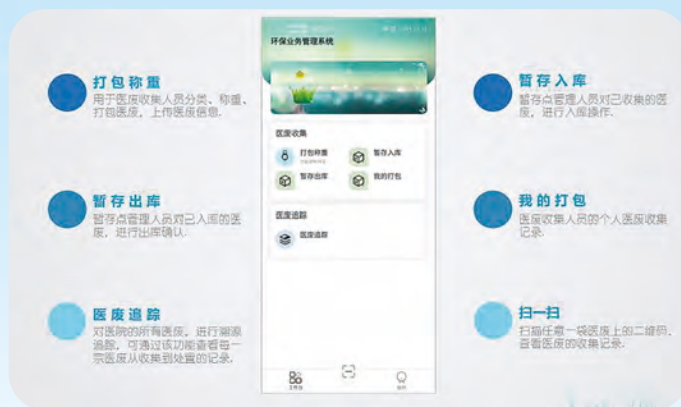 打包称重
用于医废收集人员分类、称重、
打包医废，上传医废信息.
暂存出库
暂存点管理人员对已入库的医
废，进行出库确认.
医废追踪
对医院的所有医废，进行溯源
追踪，可通过该功能查看每一
宗医废从收集到处置的记录.
环保业务管理系统
医废收集
打包称重
暂存入库
暂存出库
我的打包
医废追踪
医废追踪
暂存入库
暂存点管理人员对已收集的医
废，进行入库操作.
我的打包
医废收集人员的个人医废收集
记录.
扫一扫
扫描任意一袋医废上的二维码，
查看医废的收集记录.